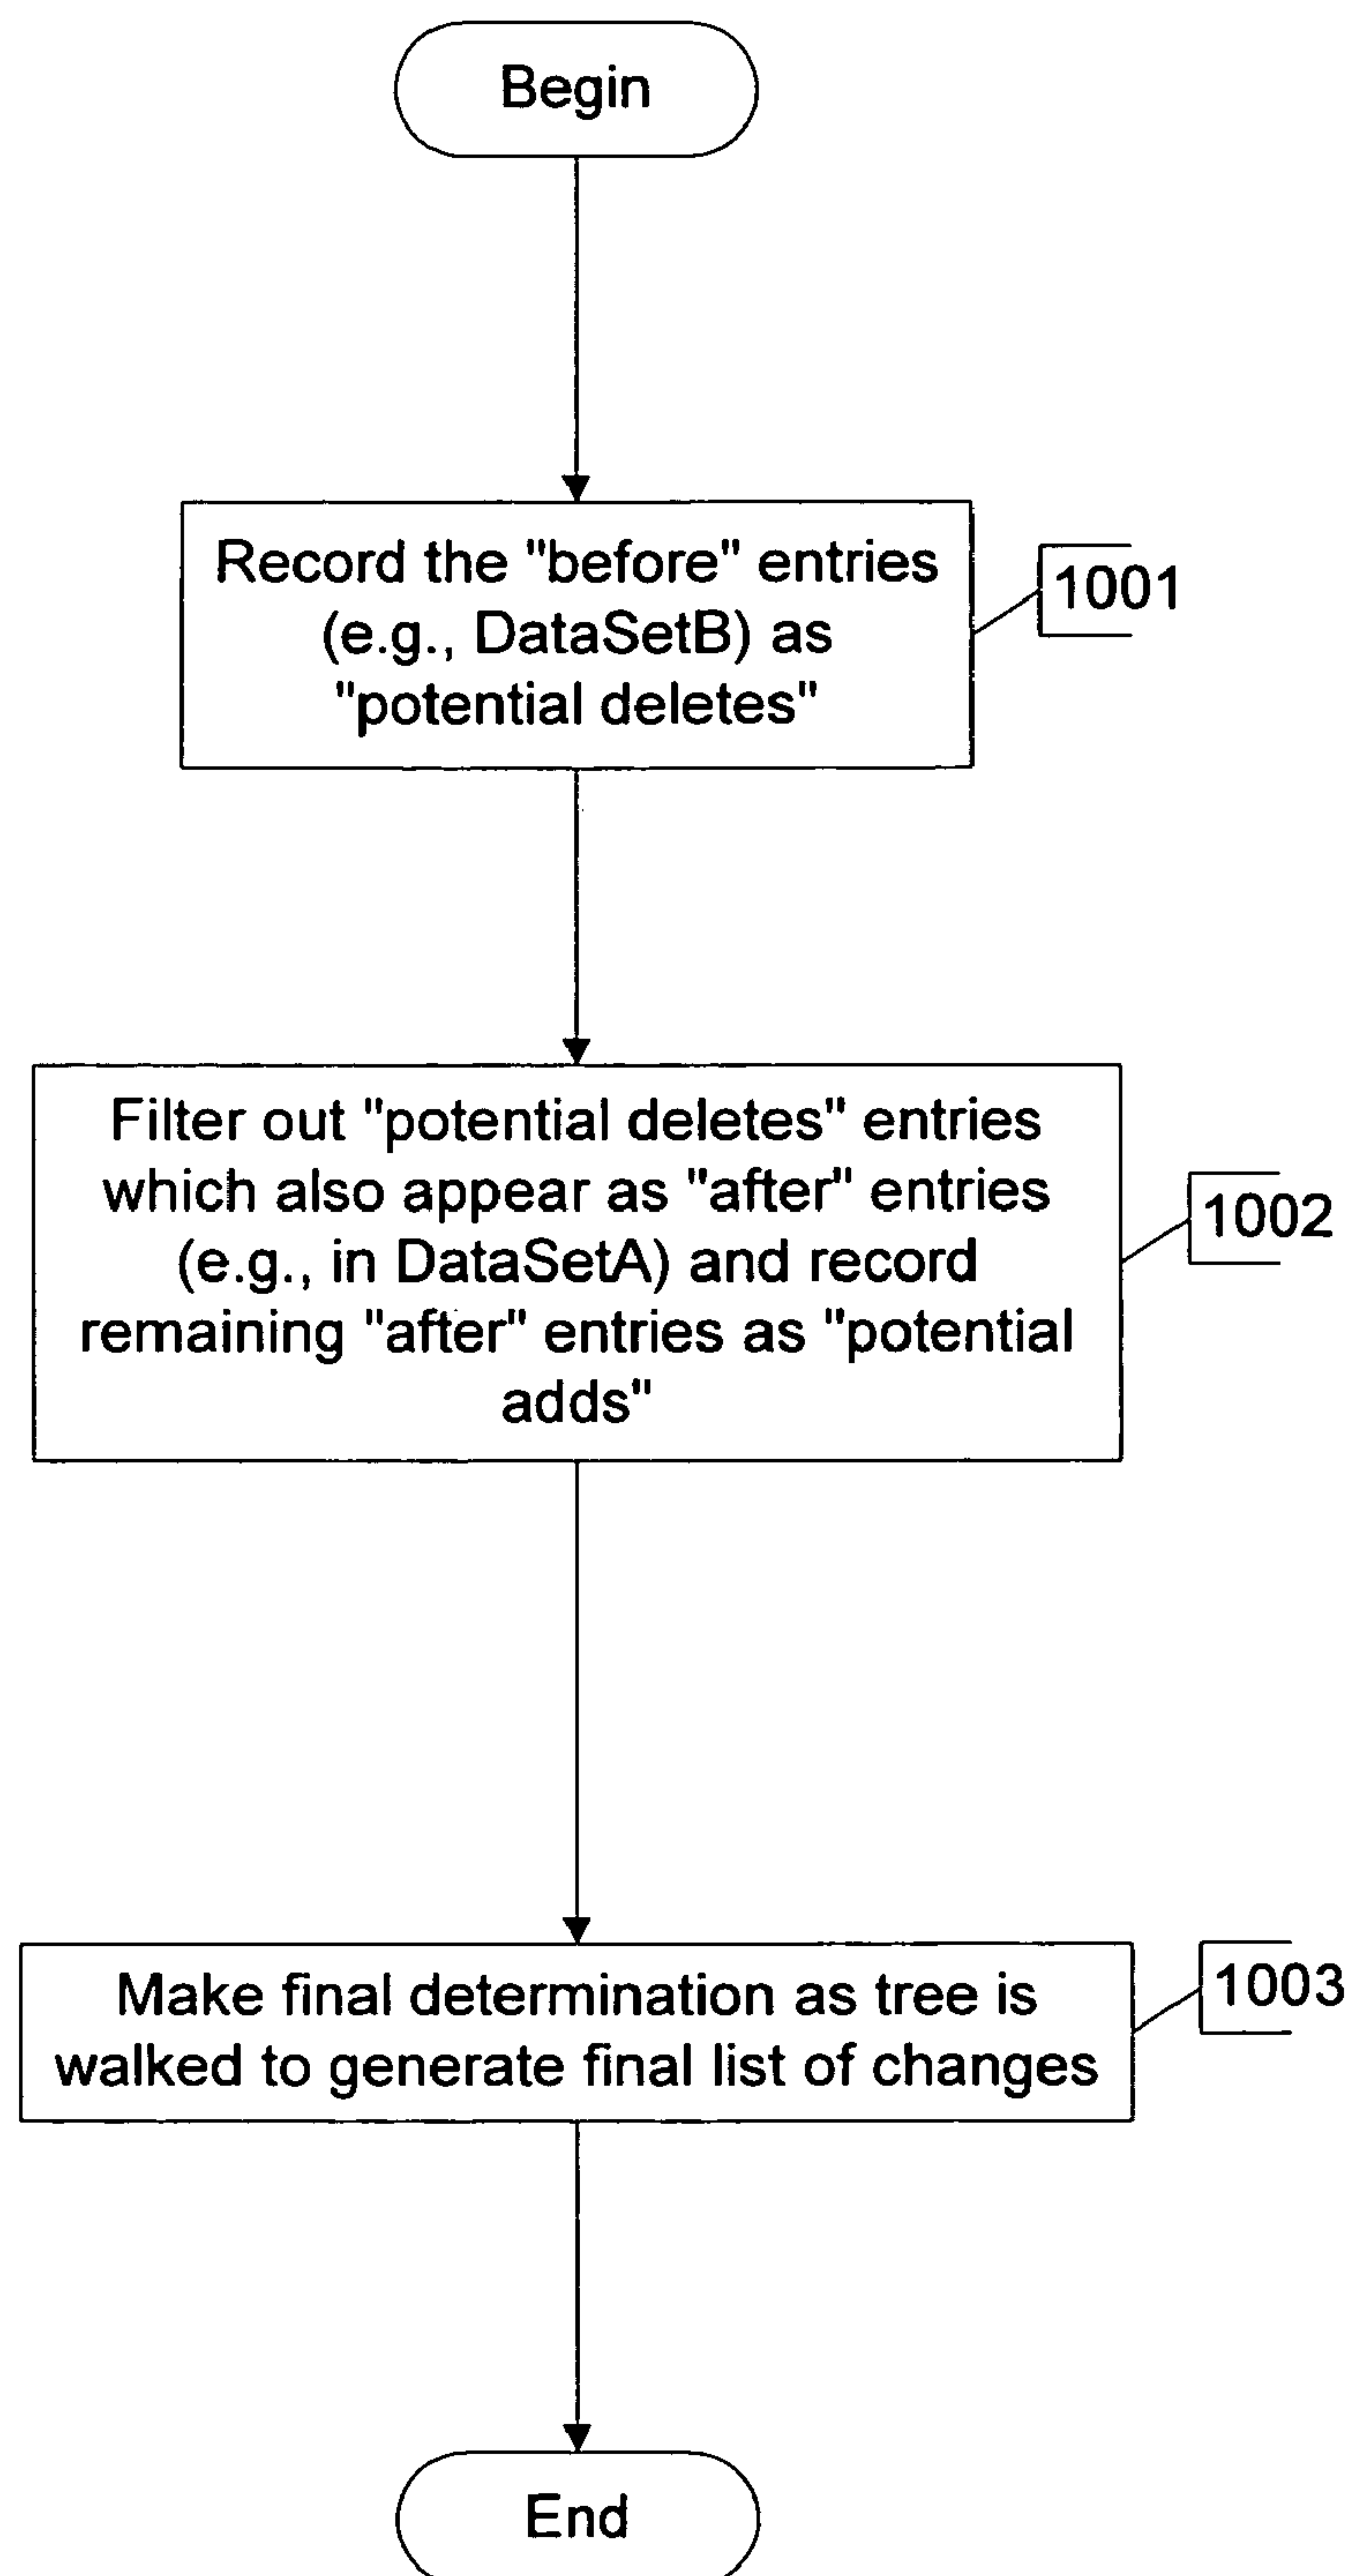 Begin
Record the "before" entries
(e.g., DataSetB) as
"potential deletes"
1001
Filter out "potential deletes" entries
which also appear as "after" entries
(e.g., in DataSetA) and record
remaining "after" entries as "potential
adds"
1002
Make final determination as tree is
walked to generate final list of changes
1003
End